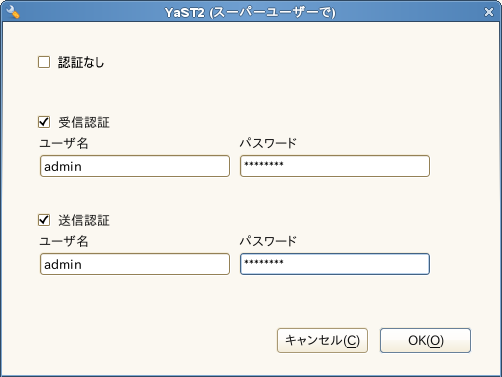 YaST2 (スーパーユーザーで)
認証なし
受信認証
ユーザ名 パスワード
admin ********
送信認証
ユーザ名 パスワード
admin ********
キャンセル(C) OK(O)